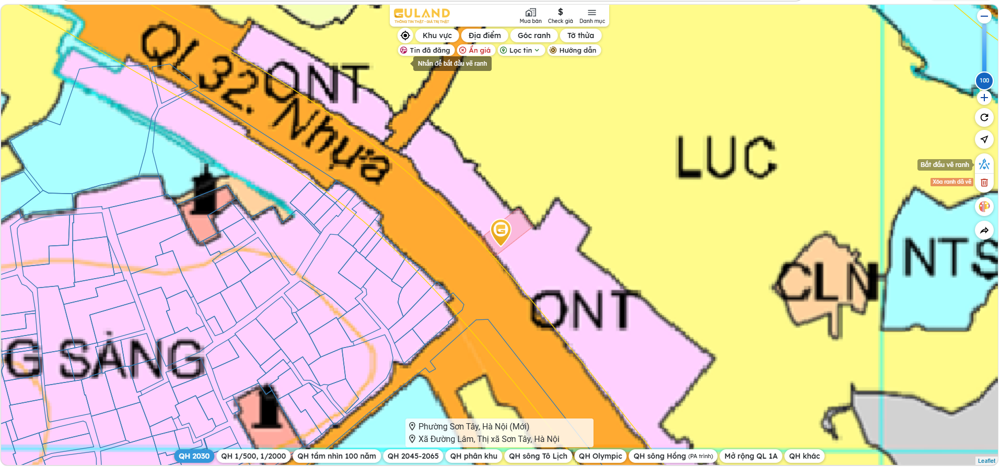 GULAND
THÔNG TIN THẬT - GIÁ TRỊ THẬT
Mua bán
$
Check giá
Danh mục
Khu vực
Địa điểm
Góc ranh
Tờ thửa
Tin đã đăng
Ẩn giá
Lọc tin
Hướng dẫn
Nhấn để bắt đầu vẽ ranh
100
QL32. Nhựa
ONT
LUC
Bắt đầu vẽ ranh
Xóa ranh đã vẽ
G
NTS
CLN
ONT
G SÀNG
Phường Sơn Tây, Hà Nội (Mới)
Xã Đường Lâm, Thị xã Sơn Tây, Hà Nội
QH 2030
QH 1/500, 1/2000
QH tầm nhìn 100 năm
QH 2045-2065
QH phân khu
QH sông Tô Lịch
QH Olympic
QH sông Hồng (PA trình)
Mở rộng QL 1A
QH khác
Leaflet